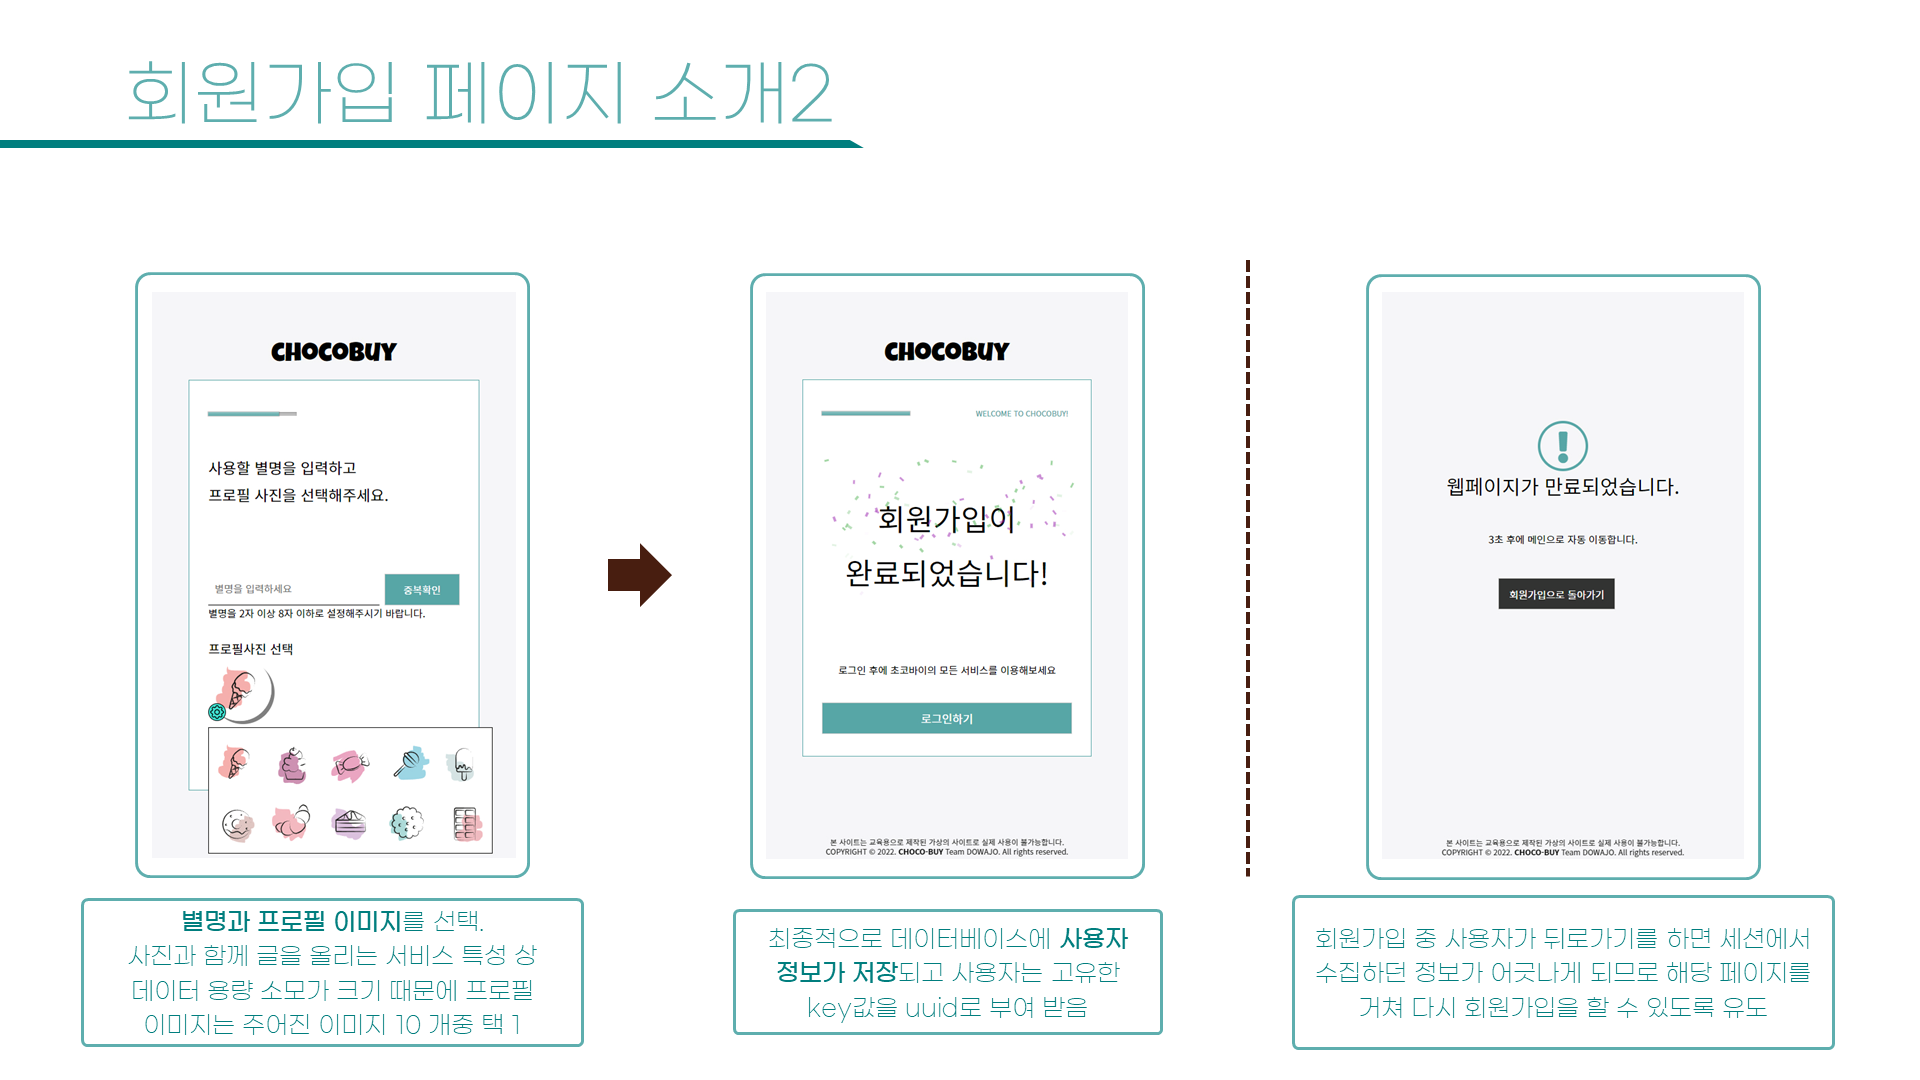 회원가입 페이지 소개2
CHOCOBUY
사용할 별명을 입력하고
프로필 사진을 선택해주세요.
별명을 입력하세요
중복확인
별명을 2자 이상 8자 이하로 설정해주시기 바랍니다.
프로필사진 선택
별명과 프로필 이미지를 선택.
사진과 함께 글을 올리는 서비스 특성 상
데이터 용량 소모가 크기 때문에 프로필
이미지는 주어진 이미지 10 개중 택 1
CHOCOBUY
WELCOME TO CHOCOBUY!
회원가입이
완료되었습니다!
로그인 후에 초코바이의 모든 서비스를 이용해보세요
로그인하기
본 사이트는 교육용으로 제작된 가상의 사이트로 실제 사용이 불가능합니다.
COPYRIGHT © 2022. CHOCO-BUY Team DOWAJO. All rights reserved.
최종적으로 데이터베이스에 사용자
정보가 저장되고 사용자는 고유한
key값을 uuid로 부여 받음
웹페이지가 만료되었습니다.
3초 후에 메인으로 자동 이동합니다.
회원가입으로 돌아가기
본 사이트는 교육용으로 제작된 가상의 사이트로 실제 사용이 불가능합니다.
COPYRIGHT © 2022. CHOCO-BUY Team DOWAJO. All rights reserved.
회원가입 중 사용자가 뒤로가기를 하면 세션에서
수집하던 정보가 어긋나게 되므로 해당 페이지를
거쳐 다시 회원가입을 할 수 있도록 유도